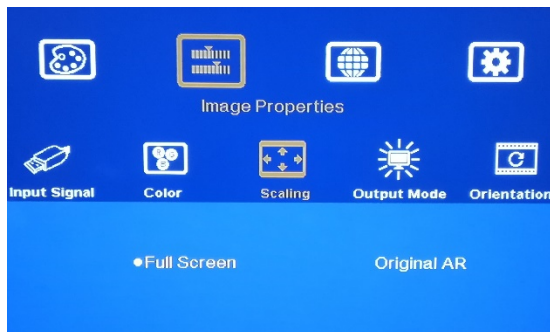 Image Properties
Input Signal Color Scaling Output Mode Orientation
Full Screen Original AR